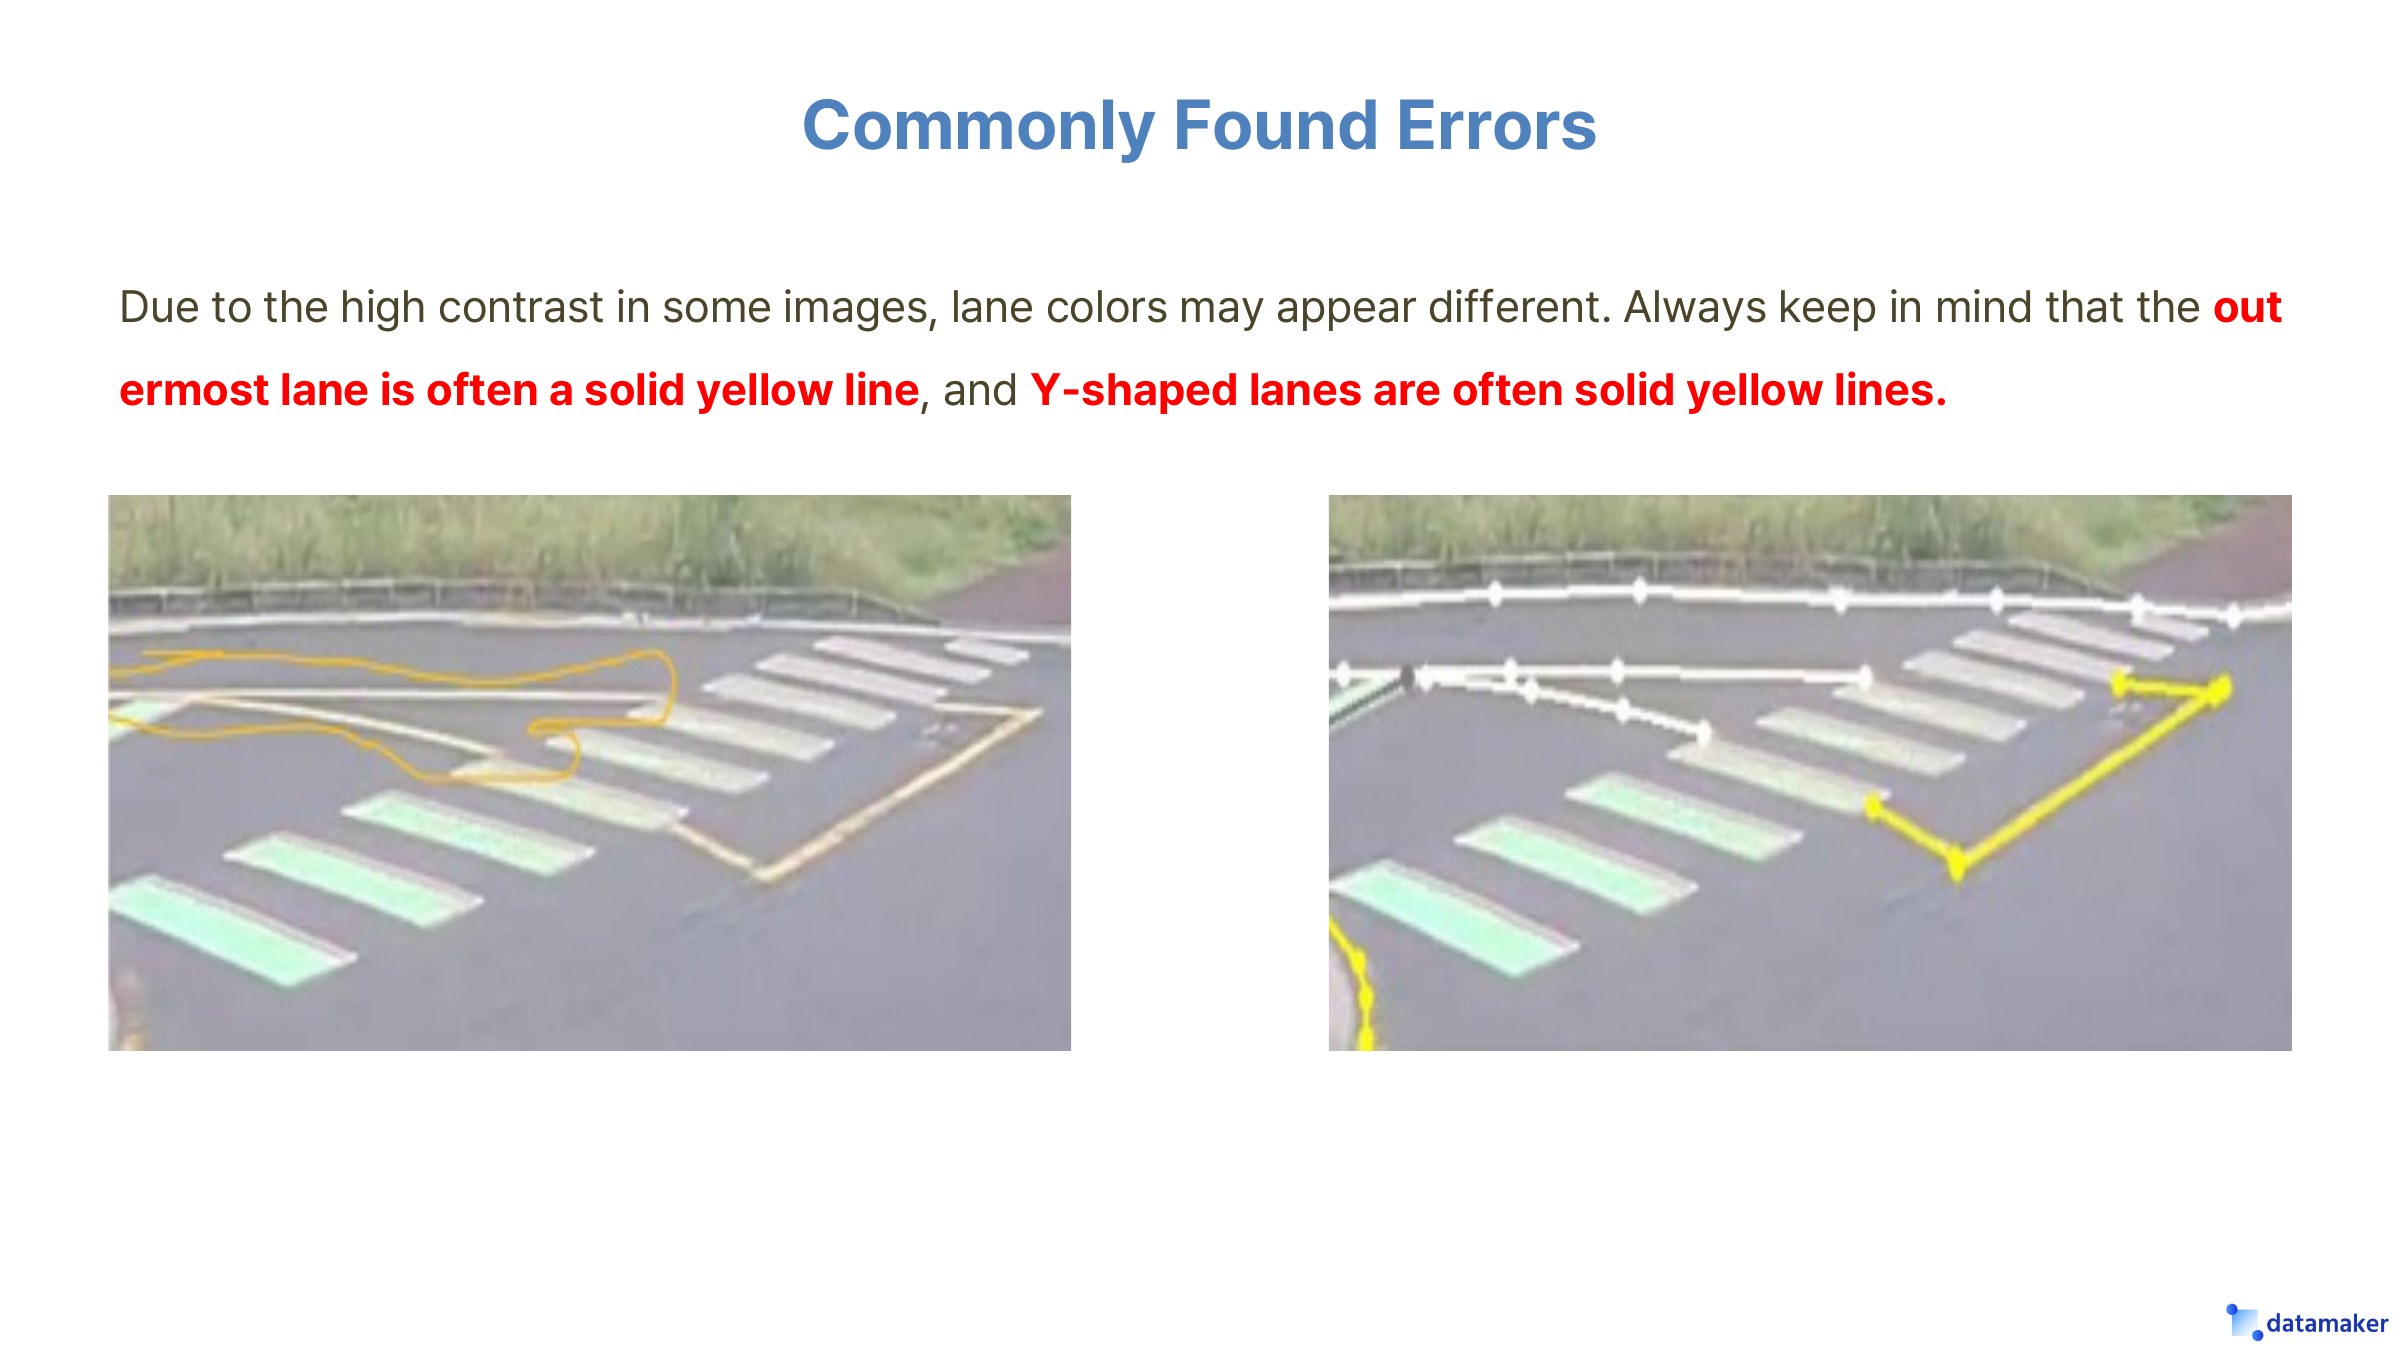 Commonly Found Errors
Due to the high contrast in some images, lane colors may appear different. Always keep in mind that the out
ermost lane is often a solid yellow line, and Y-shaped lanes are often solid yellow lines.
datamaker